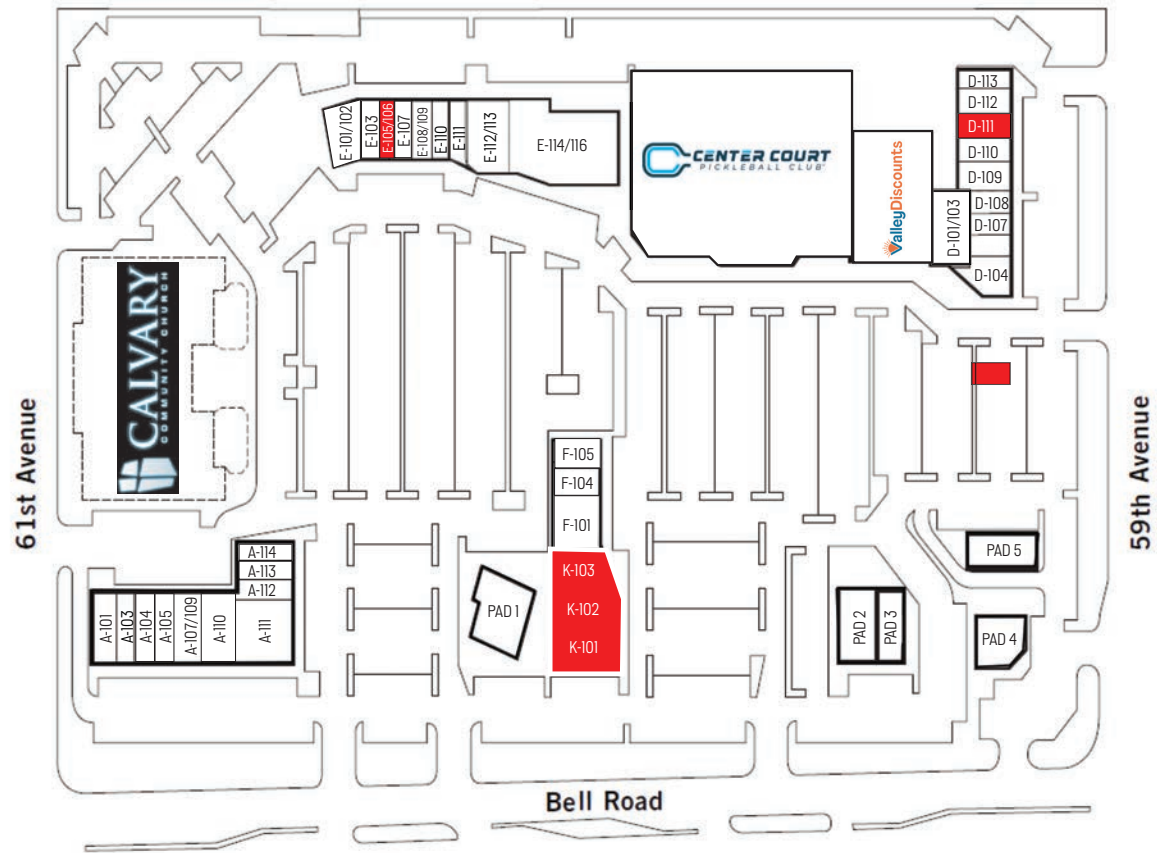 D-113
D-112
D-111
D-110
D-109
D-108
D-107
D-104
D-101/103
E-101/102
E-103
E-105/106
E-107
E-108/109
E-110
E-111
E-112/113
E-114/116
CENTER COURT
PICKLEBALL CLUB
valleyDiscounts
CALVARY
COMMUNITY CHURCH
61st Avenue
59th Avenue
F-105
F-104
F-101
K-103
K-102
K-101
PAD 1
PAD 2
PAD 3
PAD 4
PAD 5
A-114
A-113
A-112
A-101
A-103
A-104
A-105
A-107/109
A-110
A-111
Bell Road